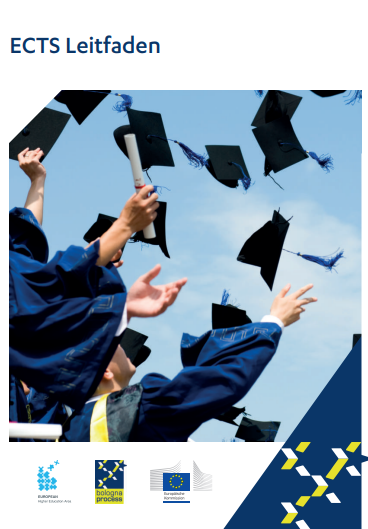 ECTS Leitfaden
EUROPEAN
Higher Education Area
bologna
process
Europäische
Kommission